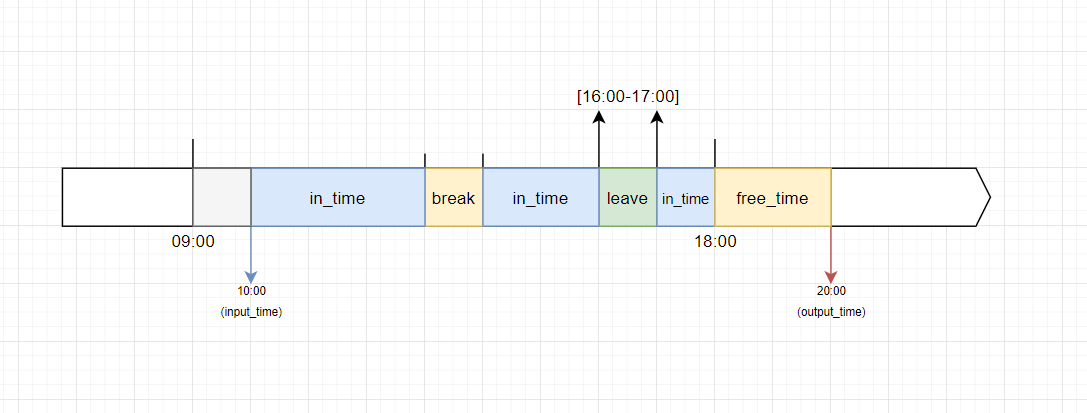 [16:00-17:00]
in_time
break
in_time
leave
in_time
free_time
09:00
18:00
10:00
(input_time)
20:00
(output_time)